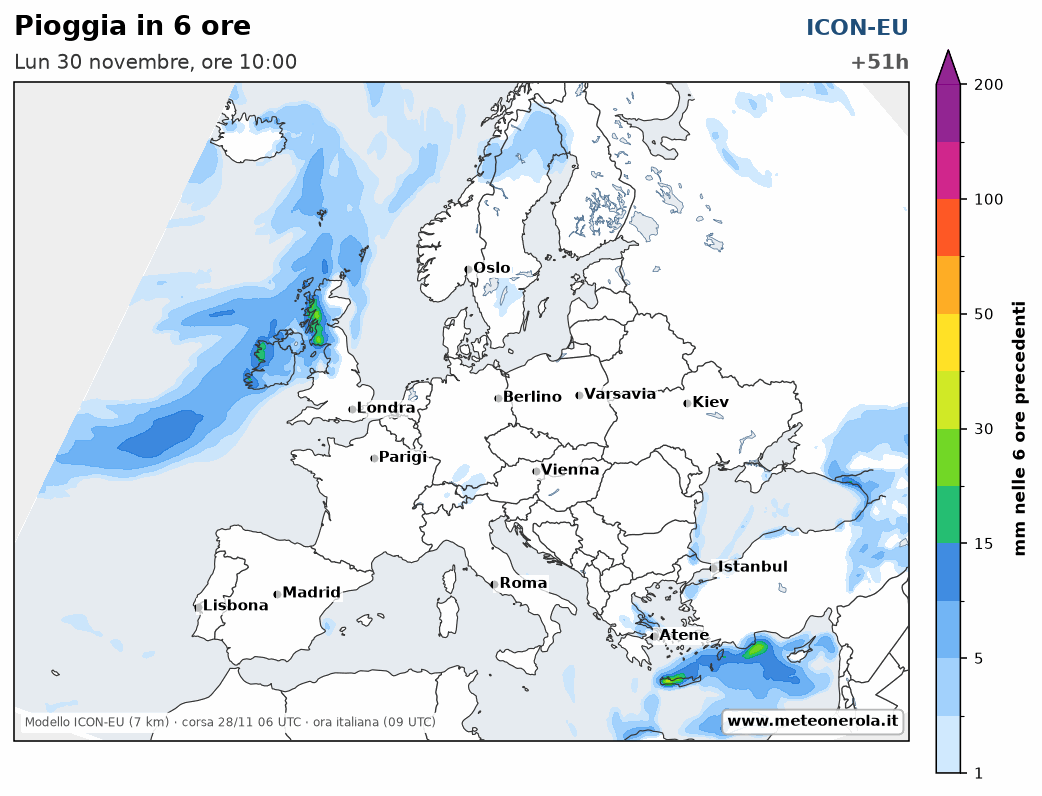 Pioggia in 6 ore
ICON-EU
Lun 30 novembre, ore 10:00
+51h
200
100
50
30
15
5
1
mm nelle 6 ore precedenti
Oslo
Berlino
Varsavia
Kiev
Londra
Parigi
Vienna
Istanbul
Roma
Madrid
Lisbona
Atene
Modello ICON-EU (7 km) · corsa 28/11 06 UTC · ora italiana (09 UTC)
www.meteonerola.it